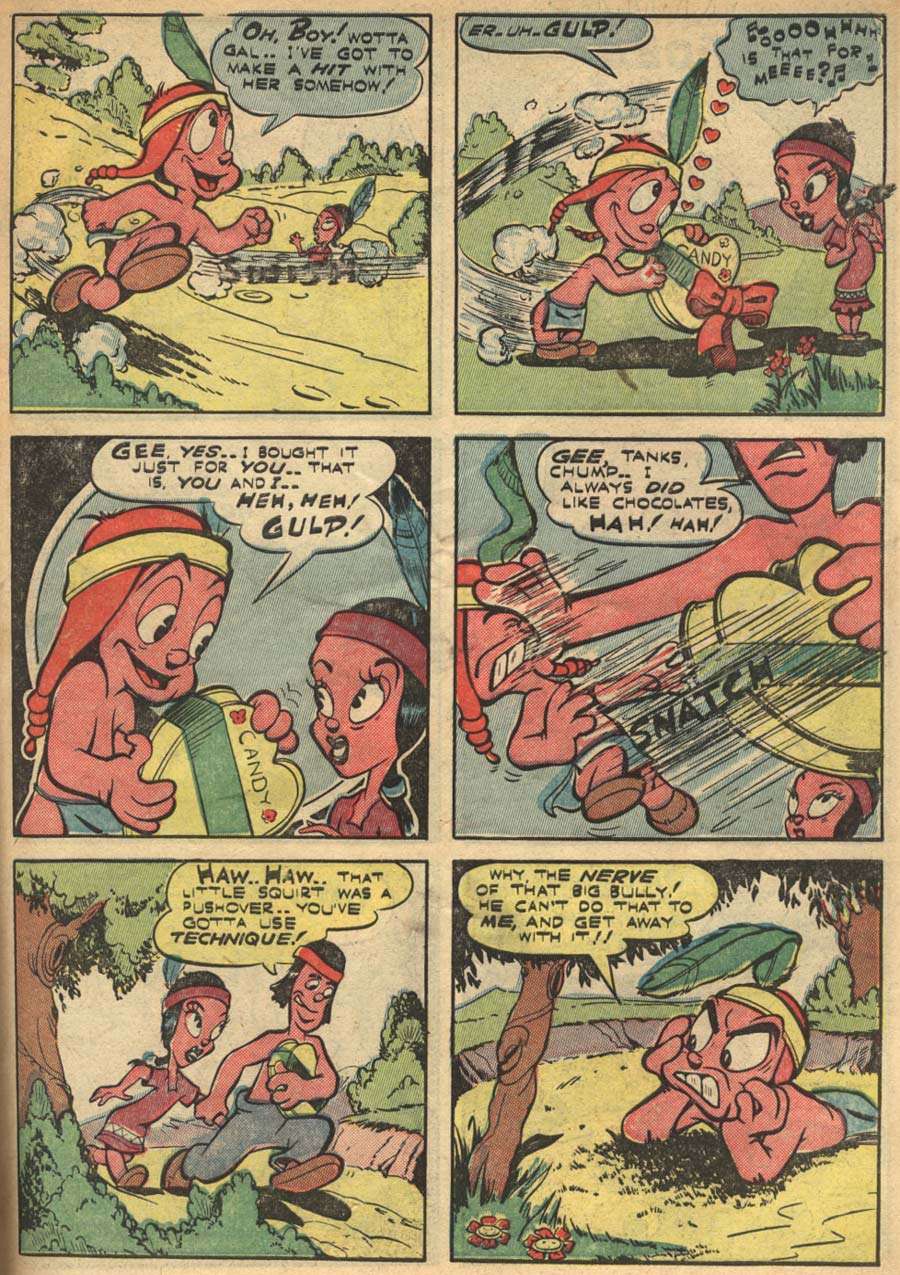 OH, BOY! WOTTA
GAL.. I'VE GOT TO
MAKE A HIT WITH
HER SOMEHOW!
SWISH
ER..UH..GULP!
IS THAT FOR
MEEEE?
CANDY
GEE, YES.. I BOUGHT IT
JUST FOR YOU.. THAT
IS, YOU AND I..
HEH, HEH!
GULP!
CANDY
GEE, TANKS,
CHUMP.. I
ALWAYS DID
LIKE CHOCOLATES,
HAH! HAH!
SNATCH
HAW.. HAW.. THAT
LITTLE SQUIRT WAS A
PUSHOVER.. YOU'VE
GOTTA USE
TECHNIQUE!
WHY, THE NERVE
OF THAT BIG BULLY!
HE CAN'T DO THAT TO
ME, AND GET AWAY
WITH IT!!